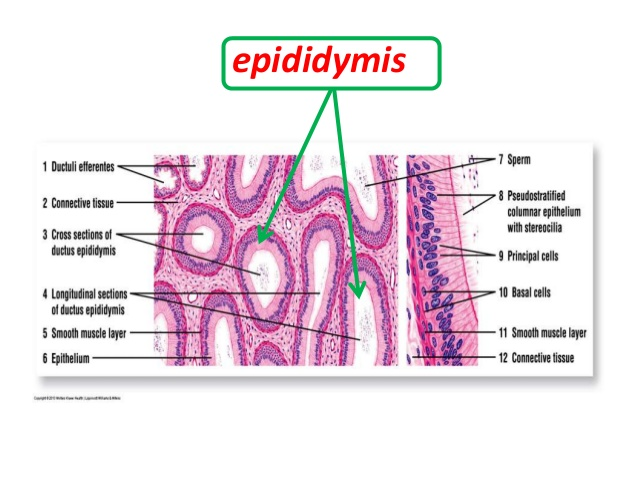 epididymis
1 Ductuli efferentes
2 Connective tissue
3 Cross sections of
ductus epididymis
4 Longitudinal sections
of ductus epididymis
5 Smooth muscle layer
6 Epithelium
7 Sperm
8 Pseudostratified
columnar epithelium
with stereocilia
9 Principal cells
10 Basal cells
11 Smooth muscle layer
12 Connective tissue